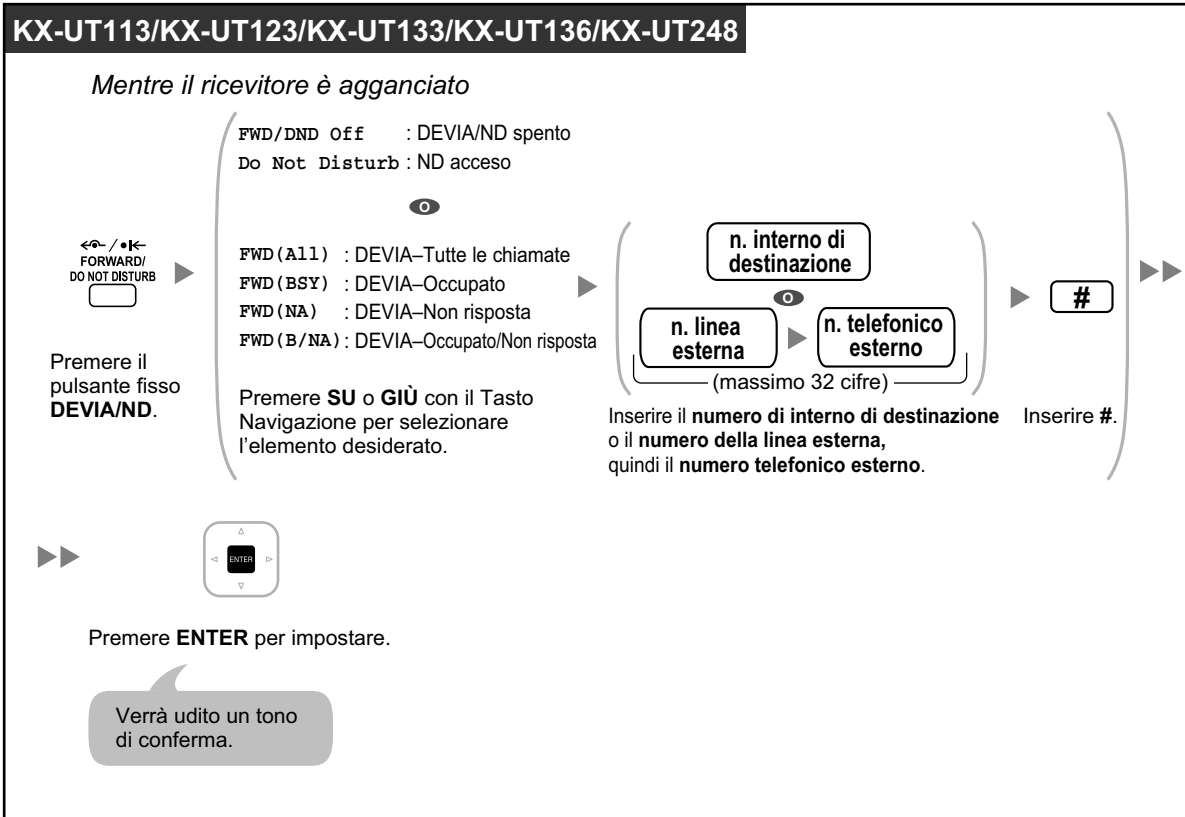 KX-UT113/KX-UT123/KX-UT133/KX-UT136/KX-UT248
Mentre il ricevitore è agganciato
FORWARD/
DO NOT DISTURB
Premere il
pulsante fisso
DEVIA/ND.
FWD/DND Off : DEVIA/ND spento
Do Not Disturb : ND acceso
O
FWD(All) : DEVIA–Tutte le chiamate
FWD(BSY) : DEVIA–Occupato
FWD(NA) : DEVIA–Non risposta
FWD(B/NA) : DEVIA–Occupato/Non risposta
Premere SU o GIÙ con il Tasto
Navigazione per selezionare
l'elemento desiderato.
n. interno di
destinazione
O
n. linea
esterna
n. telefonico
esterno
(massimo 32 cifre)
Inserire il numero di interno di destinazione
o il numero della linea esterna,
quindi il numero telefonico esterno.
#
Inserire #.
ENTER
Premere ENTER per impostare.
Verrà udito un tono
di conferma.